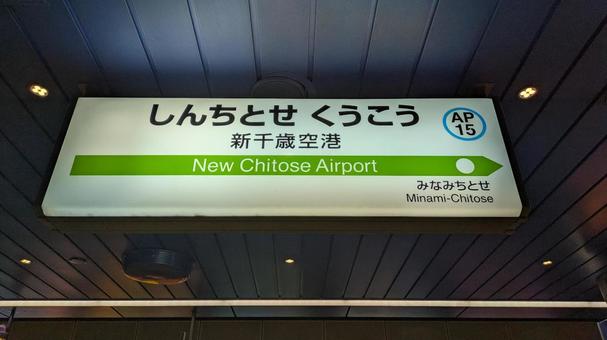 しんちとせ くうこう
AP
15
新千歳空港
New Chitose Airport
みなみちとせ
Minami-Chitose